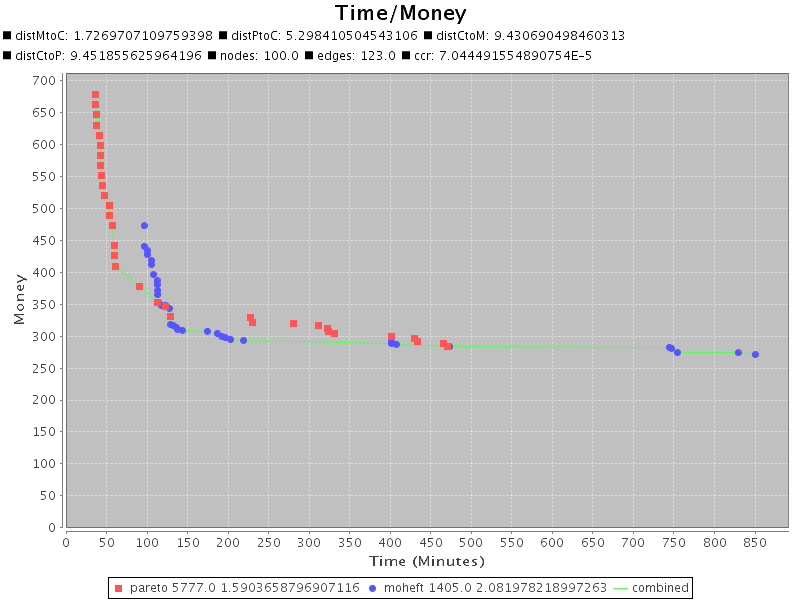 Time/Money
distMtoC: 1.7269707109759398 distPtoC: 5.298410504543106 distCtoM: 9.430690498460313
distCtoP: 9.451855625964196 nodes: 100.0 edges: 123.0 ccr: 7.044491554890754E-5
700
650
600
550
500
450
400
350
300
250
200
150
100
50
0
Money
0 50 100 150 200 250 300 350 400 450 500 550 600 650 700 750 800 850
Time (Minutes)
pareto 5777.0 1.5903658796907116 moheft 1405.0 2.081978218997263 combined